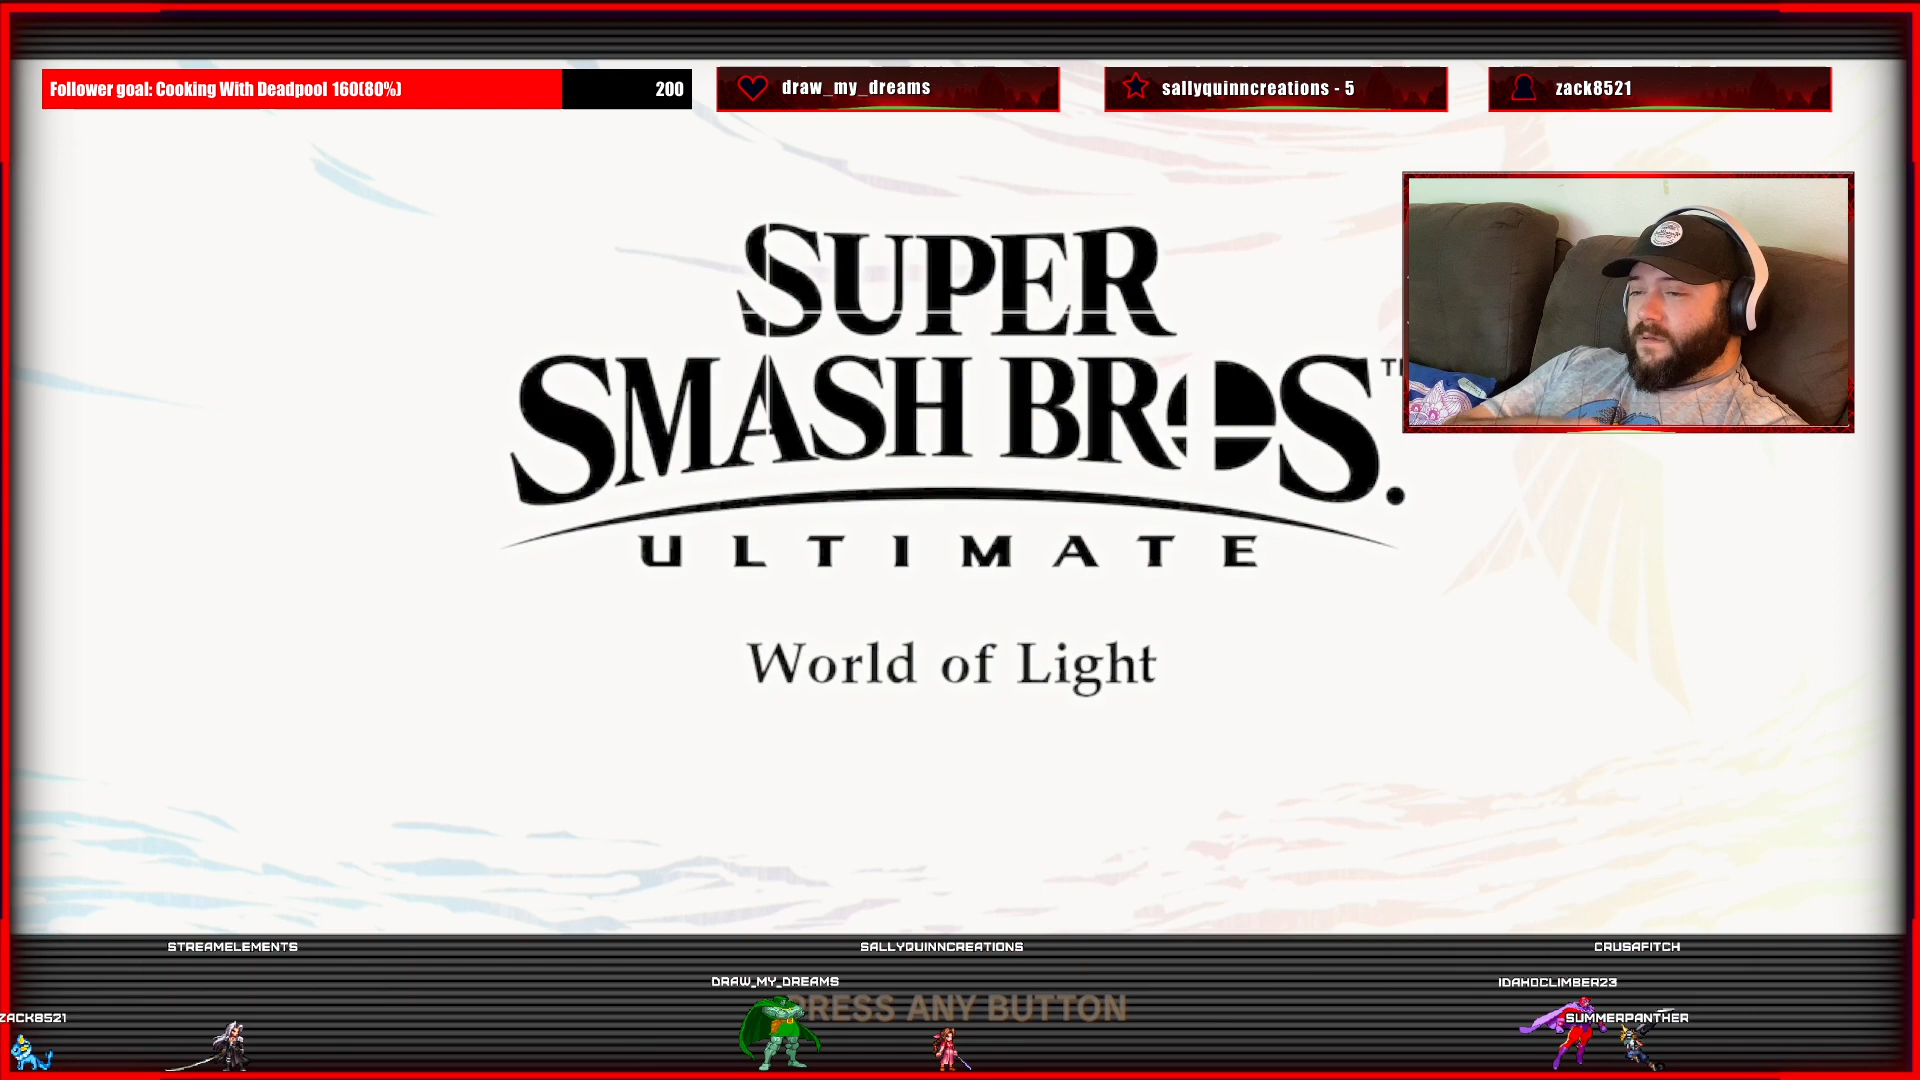 Follower goal: Cooking With Deadpool 160(80%)
200
draw_my_dreams
sallyquinncreations - 5
zack8521
SUPER
SMASH BROS.
ULTIMATE
World of Light
STREAMELEMENTS
SALLYQUINNCREATIONS
CRUSAFITCH
DRAW_MY_DREAMS
IDAHOCLIMBER23
PRESS ANY BUTTON
ZACK8521
SUMMERPANTHER